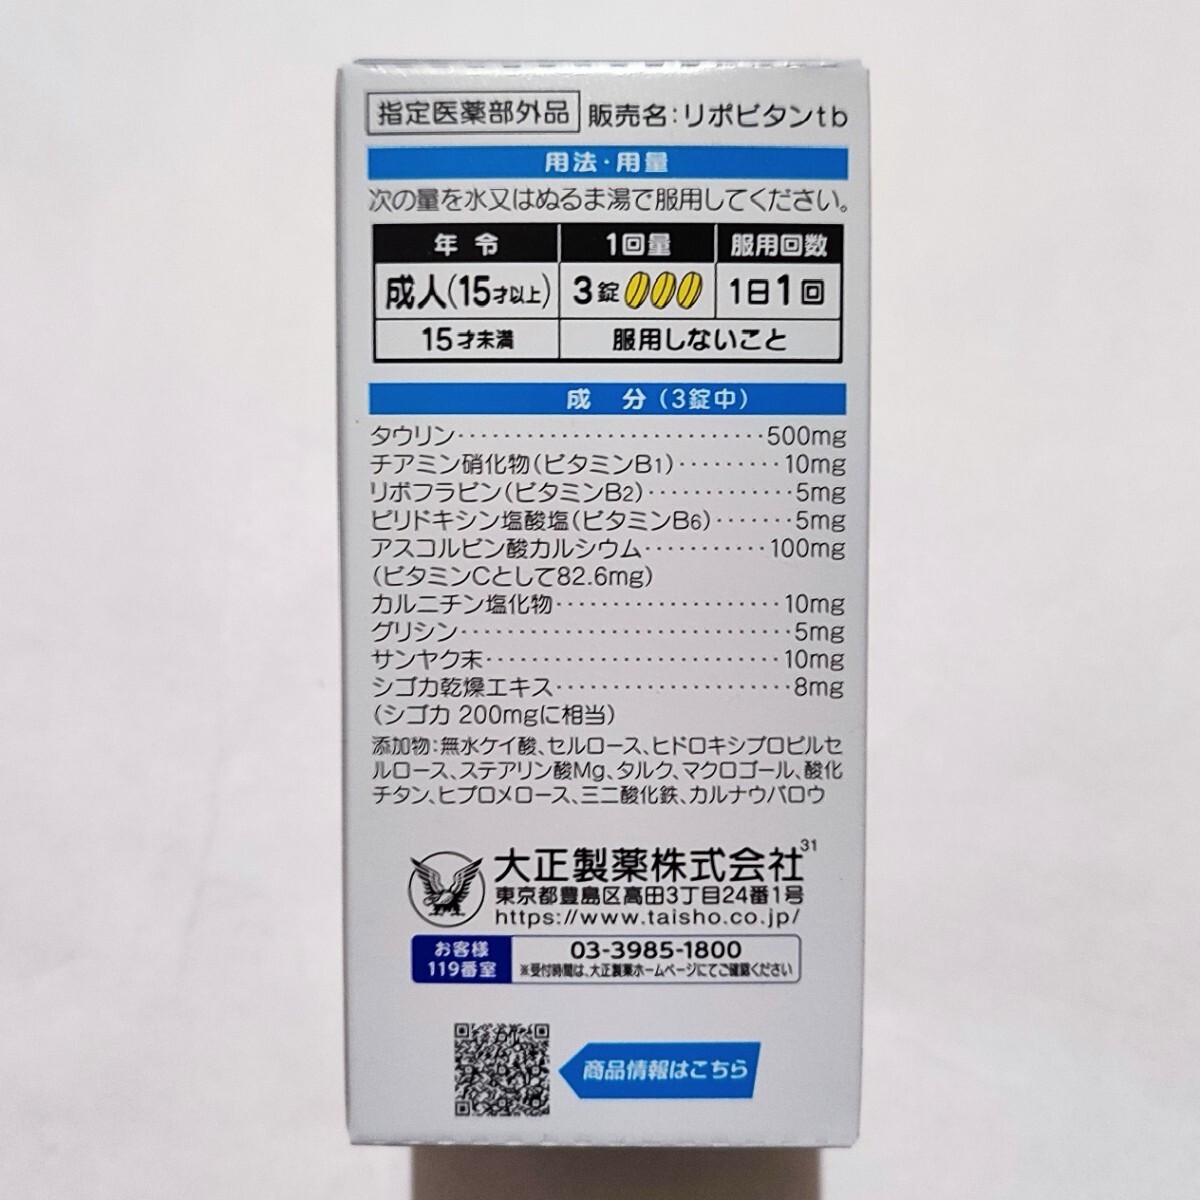 指定医薬部外品 販売名:リポビタンtb
用法・用量
次の量を水又はぬるま湯で服用してください。
年令 1回量 服用回数
成人(15才以上) 3錠 1日1回
15才未満 服用しないこと
成 分(3錠中)
タウリン……………………500mg
チアミン硝化物(ビタミンB1)………10mg
リボフラビン(ビタミンB2)…………5mg
ピリドキシン塩酸塩(ビタミンB6)……5mg
アスコルビン酸カルシウム…………100mg
(ビタミンCとして82.6mg)
カルニチン塩化物………………10mg
グリシン……………………5mg
サンヤク末……………………10mg
シゴカ乾燥エキス………………8mg
(シゴカ 200mgに相当)
添加物:無水ケイ酸、セルロース、ヒドロキシプロピルセ
ルロース、ステアリン酸Mg、タルク、マクロゴール、酸化
チタン、ヒプロメロース、三二酸化鉄、カルナウバロウ
大正製薬株式会社31
東京都豊島区高田3丁目24番1号
https://www.taisho.co.jp/
お客様
119番室
03-3985-1800
※受付時間は、大正製薬ホームページにてご確認ください
商品情報はこちら